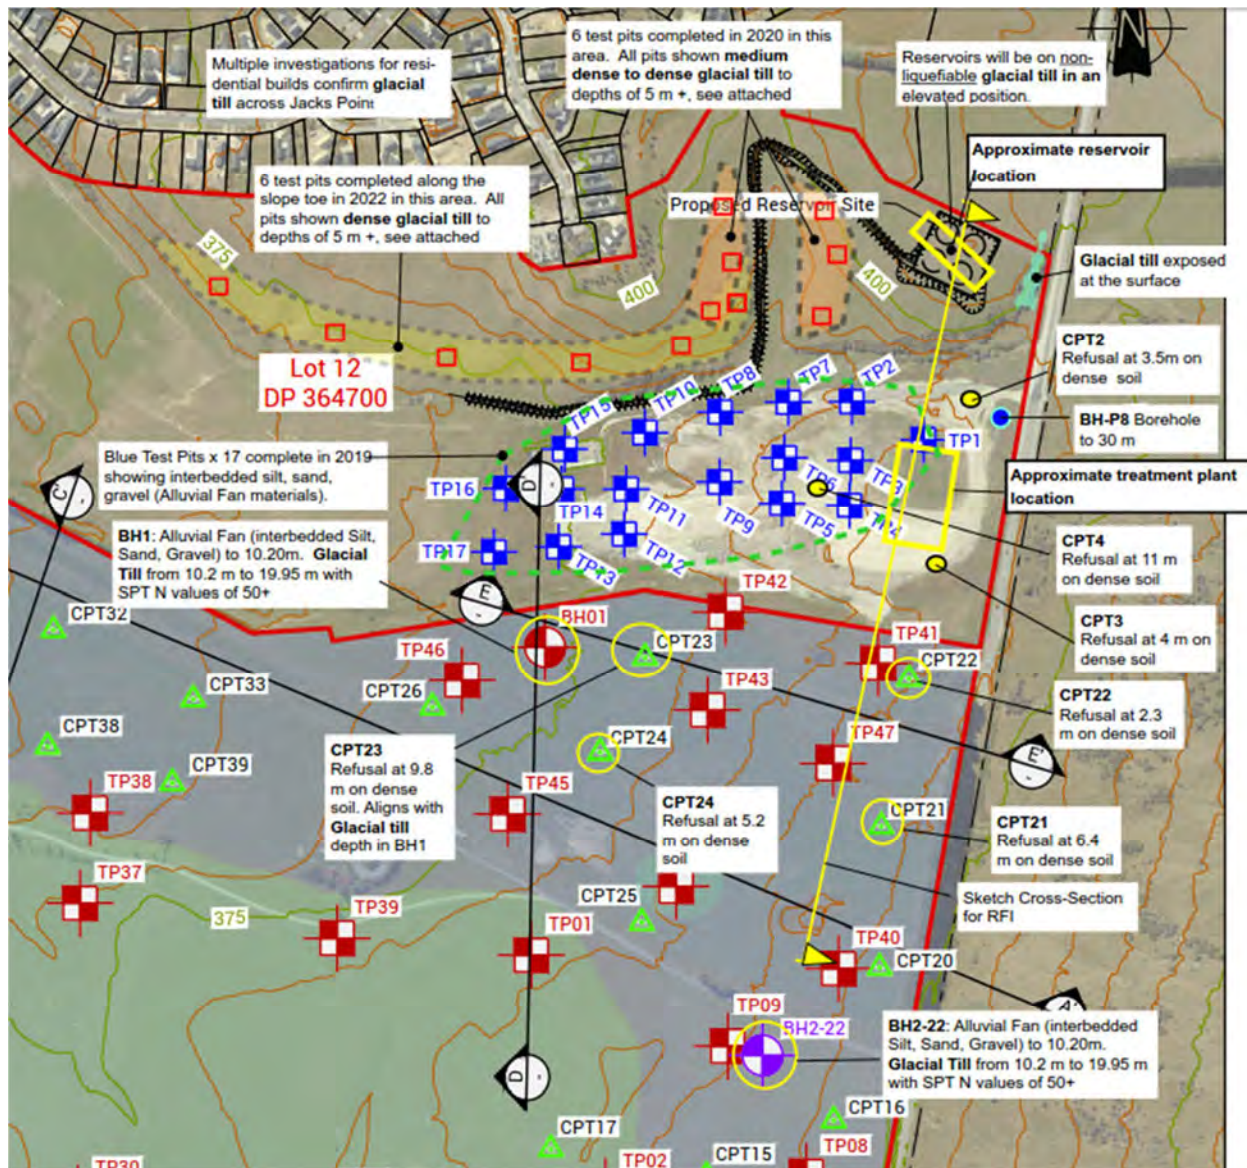 Multiple investigations for resi-
dential builds confirm glacial
till across Jacks Point
6 test pits completed in 2020 in this
area. All pits shown medium
dense to dense glacial till to
depths of 5 m +, see attached
Reservoirs will be on non-
liquefiable glacial till in an
elevated position.
N
Approximate reservoir
location
6 test pits completed along the
slope toe in 2022 in this area. All
pits shown dense glacial till to
depths of 5 m +, see attached
Proposed Reservoir Site
375
400
400
Glacial till exposed
at the surface
CPT2
Refusal at 3.5m on
dense soil
Lot 12
DP 364700
BH-P8 Borehole
to 30 m
TP15
TP10
TP8
TP7
TP2
TP1
Blue Test Pits x 17 complete in 2019
showing interbedded silt, sand,
gravel (Alluvial Fan materials).
Approximate treatment plant
location
C'
TP16
D'
TP14
TP11
TP9
TP6
TP3
TP5
TP4
TP17
TP13
TP12
BH1: Alluvial Fan (interbedded Silt,
Sand, Gravel) to 10.20m. Glacial
Till from 10.2 m to 19.95 m with
SPT N values of 50+
CPT4
Refusal at 11 m
on dense soil
CPT3
Refusal at 4 m on
dense soil
E
TP42
CPT32
BH01
CPT23
TP41
CPT22
TP46
CPT26
CPT33
TP43
CPT22
Refusal at 2.3
m on dense soil
CPT38
CPT39
CPT24
TP47
E'
TP38
CPT23
Refusal at 9.8
m on dense
soil. Aligns with
Glacial till
depth in BH1
TP45
CPT24
Refusal at 5.2
m on dense
soil
CPT21
CPT21
Refusal at 6.4
m on dense soil
TP37
375
TP39
TP01
CPT25
Sketch Cross-Section
for RFI
TP40
CPT20
A'
TP09
BH2-22
BH2-22: Alluvial Fan (interbedded
Silt, Sand, Gravel) to 10.20m.
Glacial Till from 10.2 m to 19.95 m
with SPT N values of 50+
D
CPT16
CPT17
TP30
TP02
CPT15
TP08